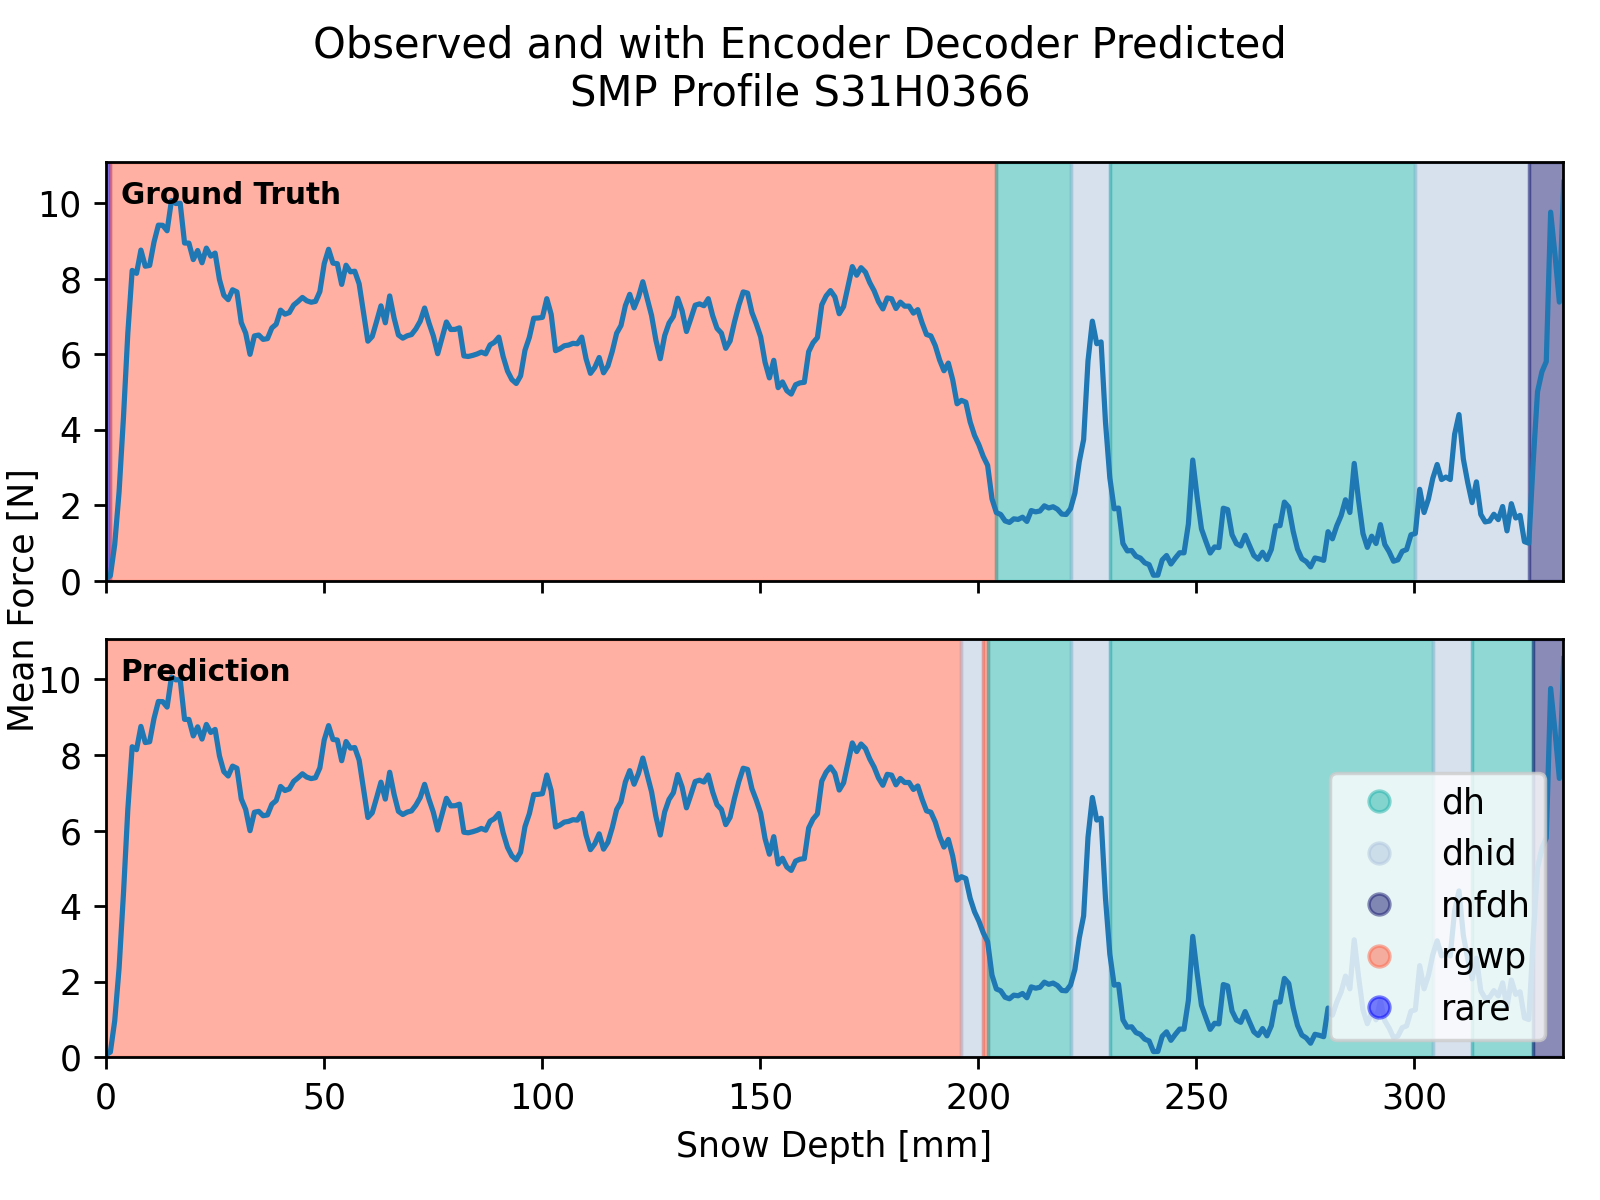 Observed and with Encoder Decoder Predicted
SMP Profile S31H0366
Ground Truth
10
8
6
4
2
0
Mean Force [N]
Prediction
10
8
6
4
2
0
dh
dhid
mfdh
rgwp
rare
0 50 100 150 200 250 300
Snow Depth [mm]